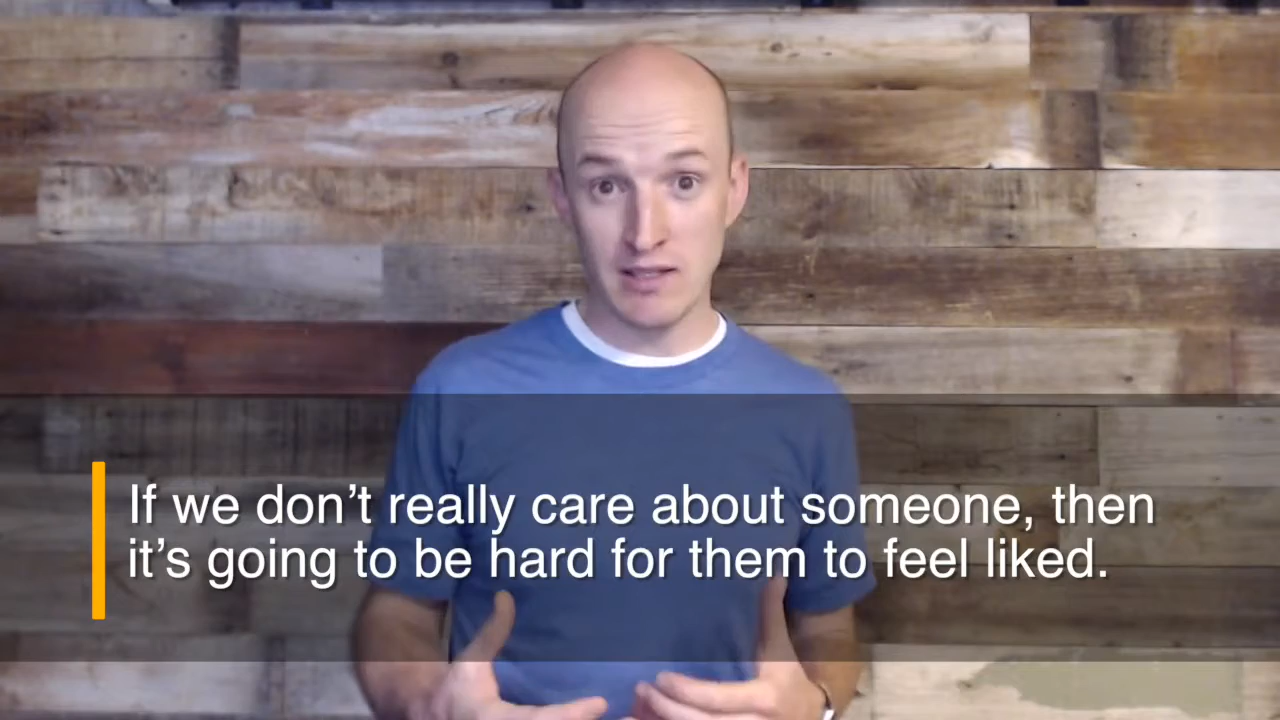 If we don’t really care about someone, then
it’s going to be hard for them to feel liked.